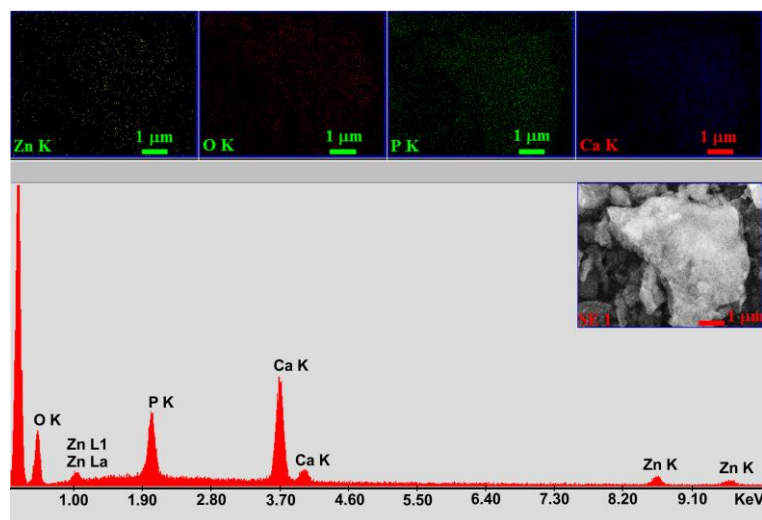 1 µm 1 µm 1 µm 1 µm
Zn K O K P K Ca K
SE 1 1 µm
Ca K
P K
O K
Zn L1
Zn La
Ca K
Zn K Zn K
1.00 1.90 2.80 3.70 4.60 5.50 6.40 7.30 8.20 9.10 KeV